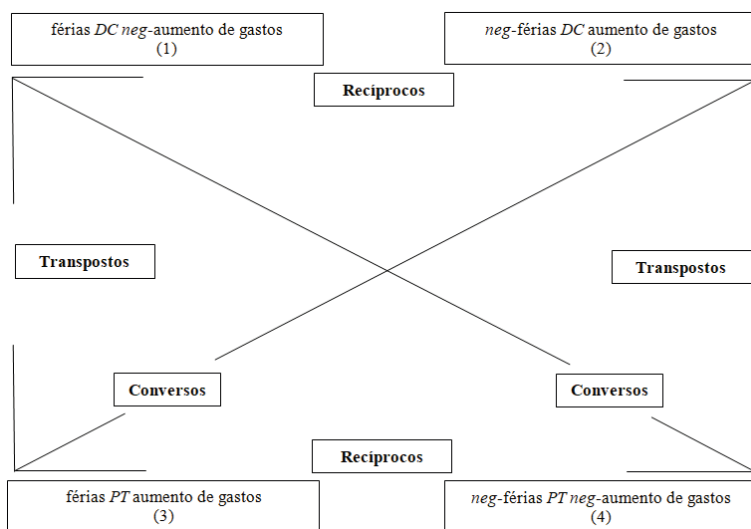 férias DC neg-aumento de gastos
(1)
neg-férias DC aumento de gastos
(2)
Recíprocos
Transpostos
Transpostos
Conversos
Conversos
Recíprocos
férias PT aumento de gastos
(3)
neg-férias PT neg-aumento de gastos
(4)